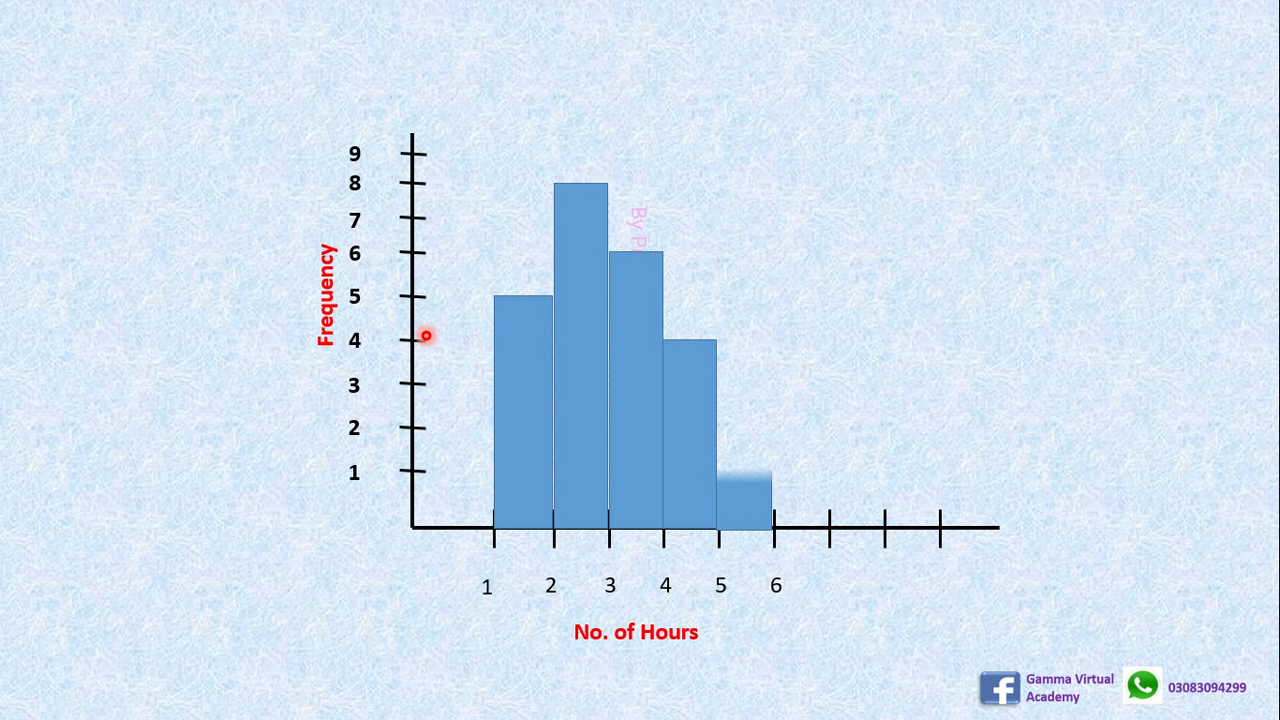 9
8
7
6
5
4
3
2
1
Frequency
By
1 2 3 4 5 6
No. of Hours
Gamma Virtual
Academy
03083094299